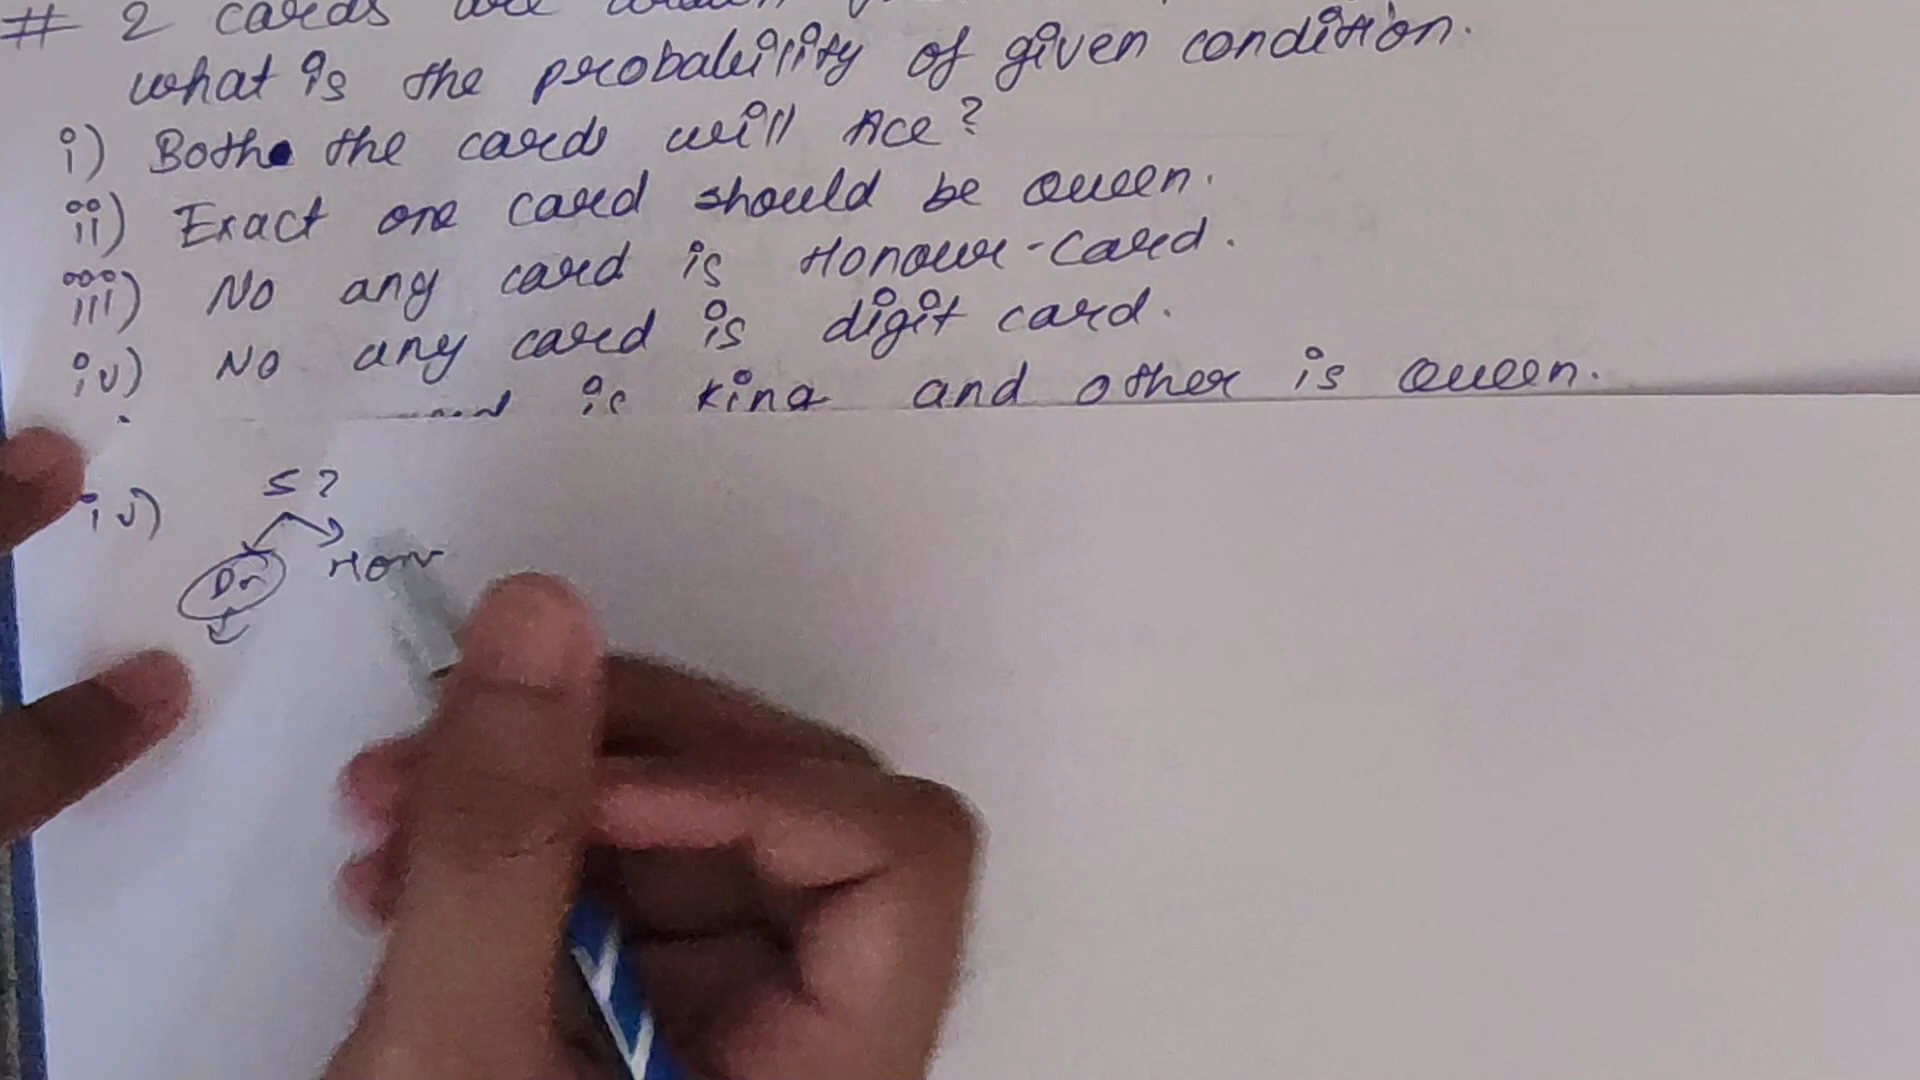 # 2 cards are
what is the probability of given condition.
i) Both the cards will Ace?
ii) Exact one card should be Queen.
iii) No any card is Honour-Card.
iv) No any card is digit card.
is king and other is Queen.
iv) 52
Dn Hon